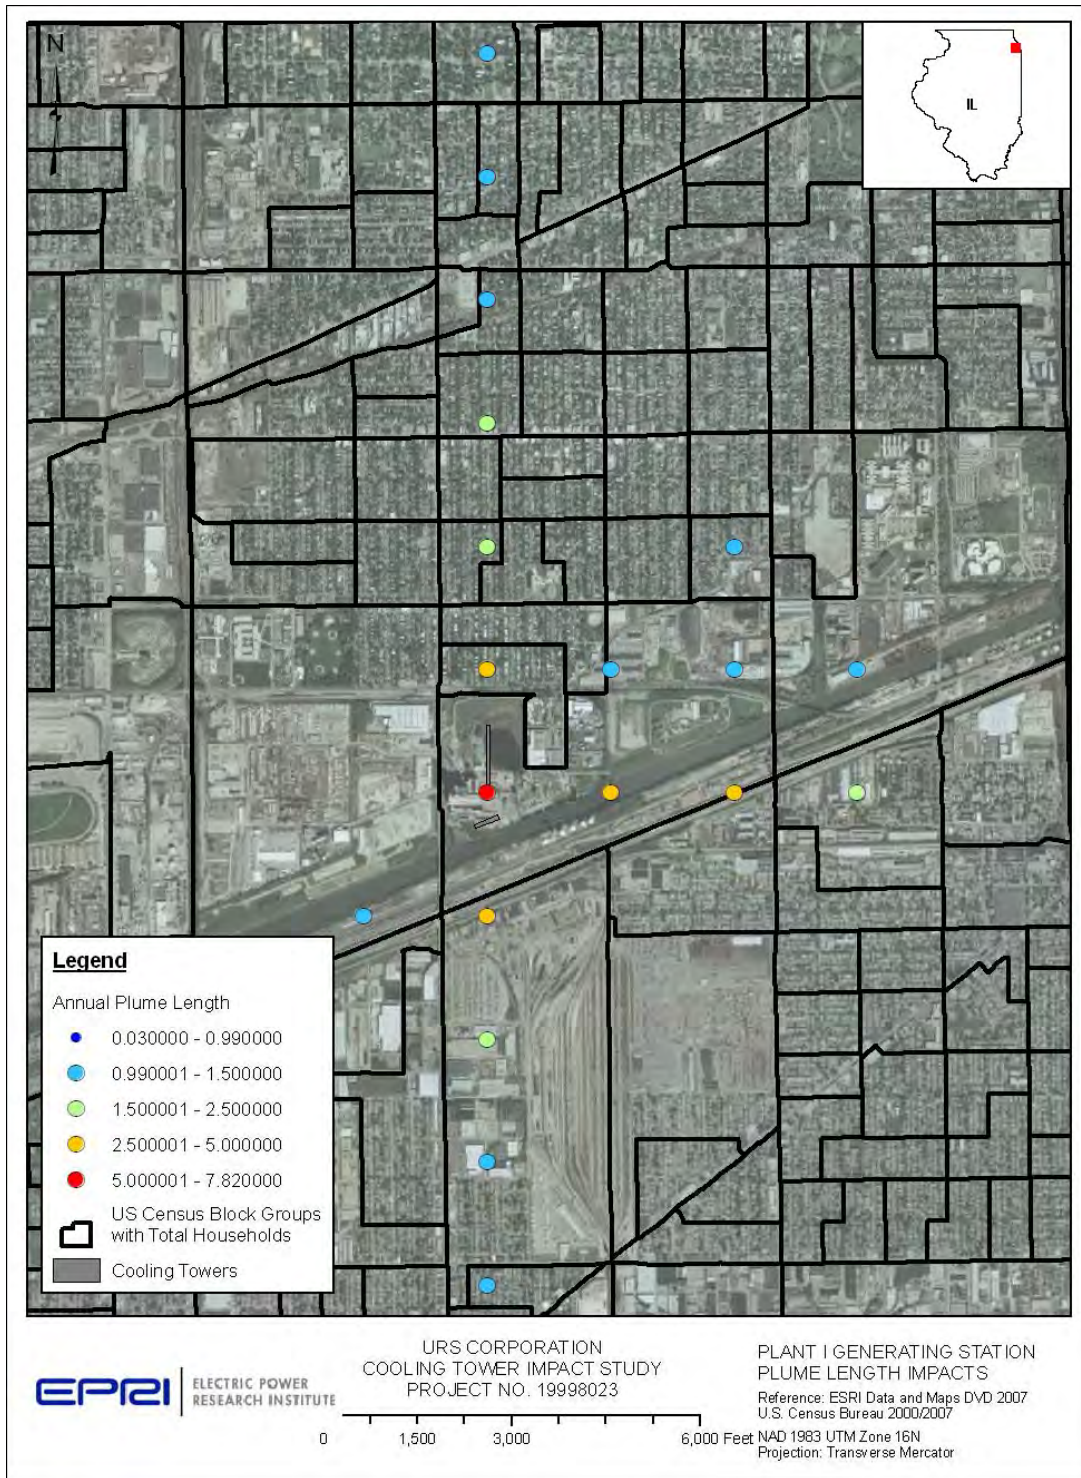 N
IL
Legend
Annual Plume Length
0.030000 - 0.990000
0.990001 - 1.500000
1.500001 - 2.500000
2.500001 - 5.000000
5.000001 - 7.820000
US Census Block Groups
with Total Households
Cooling Towers
EPRI
ELECTRIC POWER
RESEARCH INSTITUTE
URS CORPORATION
COOLING TOWER IMPACT STUDY
PROJECT NO. 19998023
0 1,500 3,000 6,000 Feet
PLANT I GENERATING STATION
PLUME LENGTH IMPACTS
Reference: ESRI Data and Maps DVD 2007
U.S. Census Bureau 2000/2007
NAD 1983 UTM Zone 16N
Projection: Transverse Mercator